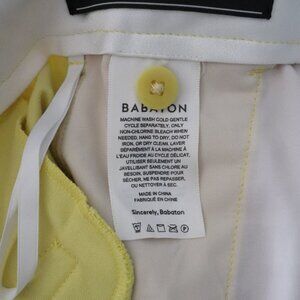 BABATON
MACHINE WASH COLD GENTLE
CYCLE SEPARATELY, ONLY
NON-CHLORINE BLEACH WHEN
NEEDED, HANG TO DRY, DO NOT
IRON, OR DRY CLEAN. LAVER
SÉPARÉMENT À LA MACHINE À
L'EAU FROIDE AU CYCLE DÉLICAT,
UTILISER SEULEMENT UN
JAVELLISANT SANS CHLORE AU
BESOIN, SUSPENDRE POUR
SÉCHER, NE PAS REPASSER,
OU NETTOYER À SEC.
MADE IN CHINA
FABRIQUÉ EN CHINE
Sincerely, Babaton